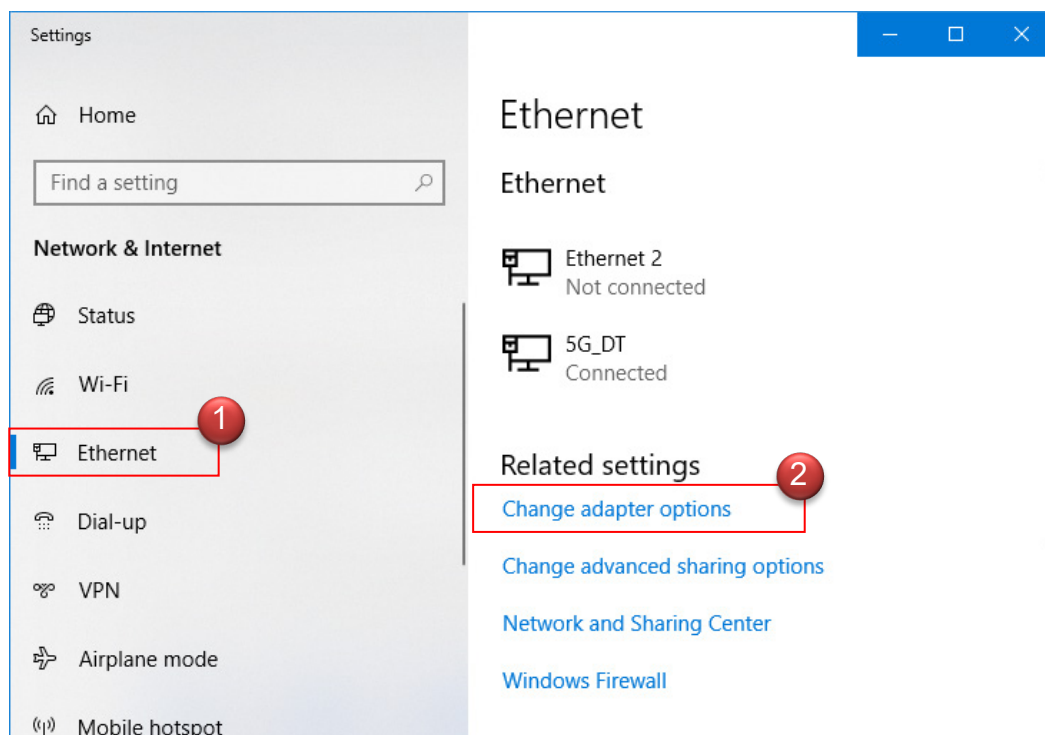 Settings
Home
Find a setting
Network & Internet
Status
Wi-Fi
1
Ethernet
Dial-up
VPN
Airplane mode
Mobile hotspot
Ethernet
Ethernet
Ethernet 2
Not connected
5G_DT
Connected
Related settings
2
Change adapter options
Change advanced sharing options
Network and Sharing Center
Windows Firewall